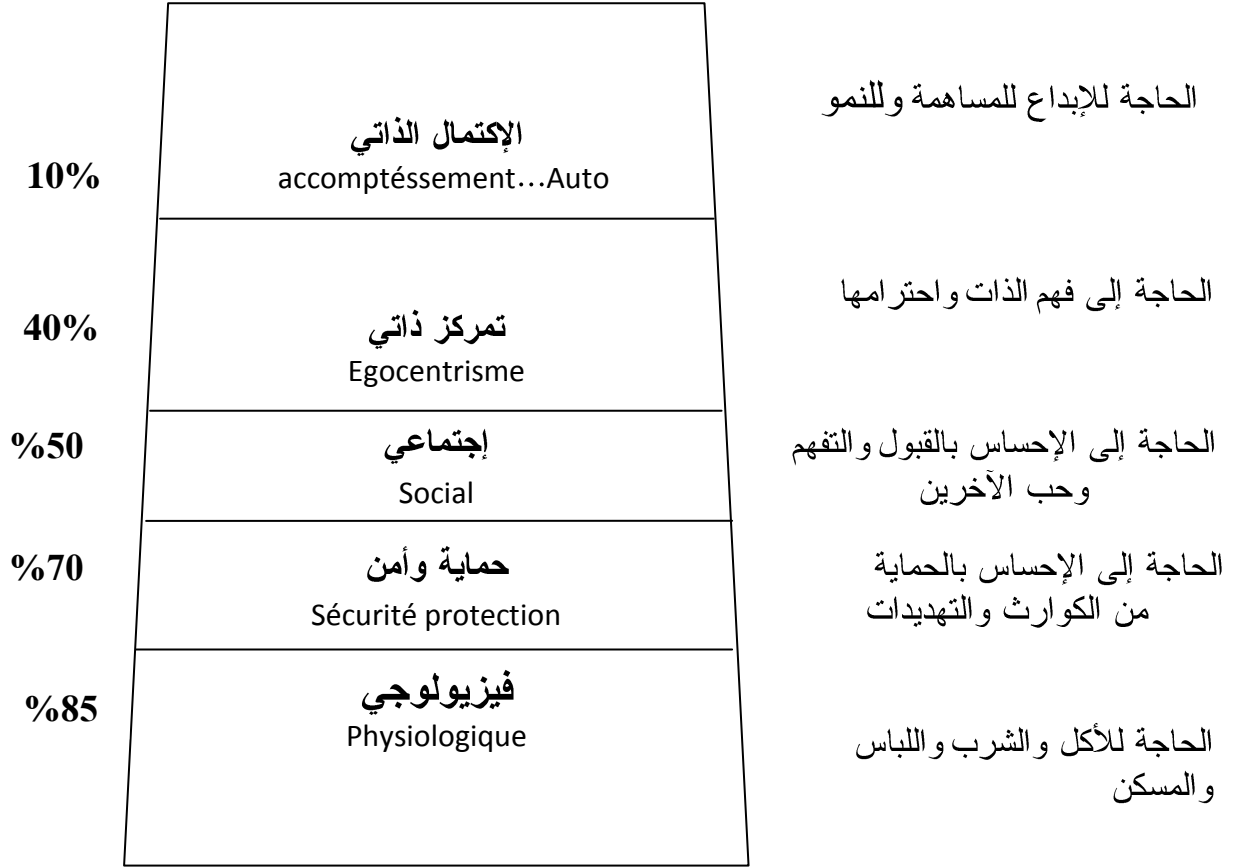 الحاجة للإبداع للمساهمة وللنمو
الإكتمال الذاتي
accomptéssement...Auto
10%
الحاجة إلى فهم الذات واحترامها
تمركز ذاتي
Egocentrisme
40%
الحاجة إلى الإحساس بالقبول والتفهم
وحب الآخرين
إجتماعي
Social
%50
الحاجة إلى الإحساس بالحماية
من الكوارث والتهديدات
حماية وأمن
Sécurité protection
%70
الحاجة للأكل والشرب واللباس
والمسكن
فيزيولوجي
Physiologique
%85